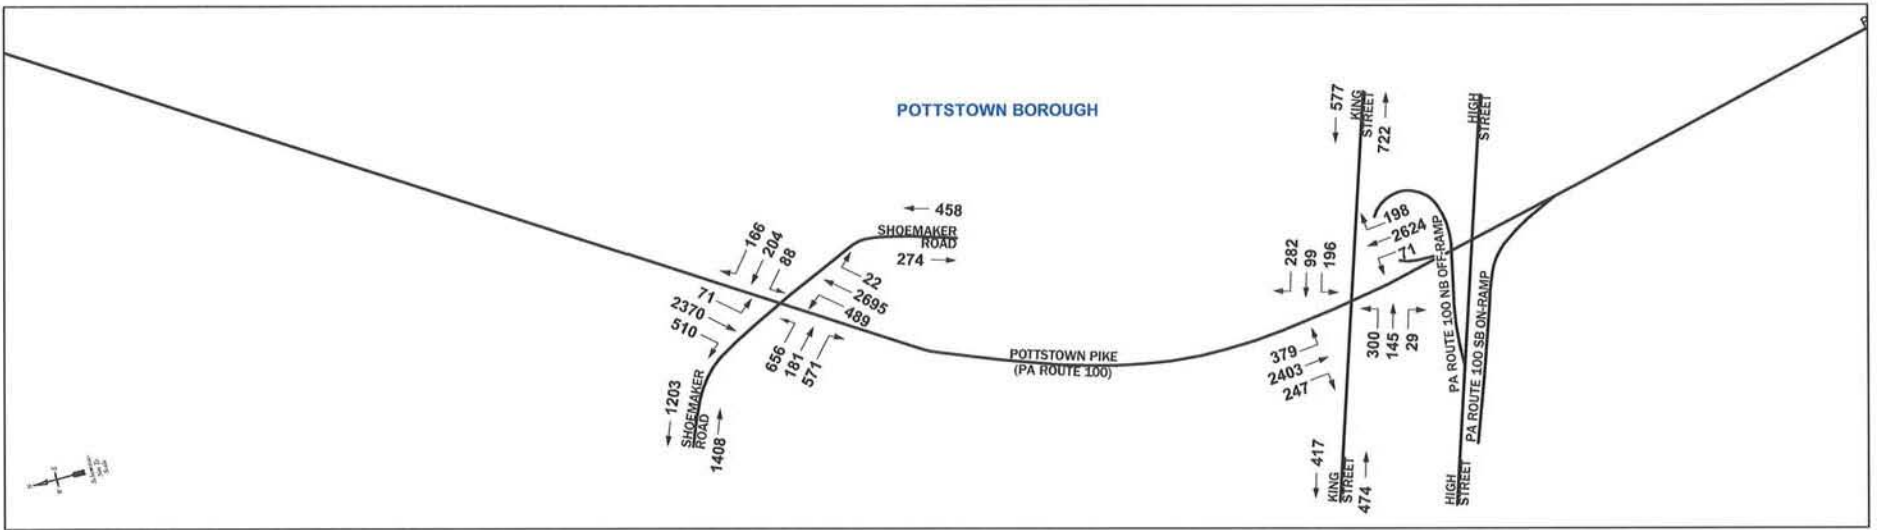 POTTSTOWN BOROUGH
577
KING
STREET
722
HIGH
STREET
458
SHOEMAKER
ROAD
274
166
204
88
71
2370
510
22
2695
489
656
181
571
1203
SHOEMAKER
ROAD
1408
POTTSTOWN PIKE
(PA ROUTE 100)
282
99
196
198
2624
71
379
2403
247
300
145
29
PA ROUTE 100 NB OFF-RAMP
PA ROUTE 100 SB ON-RAMP
417
KING
STREET
474
HIGH
STREET